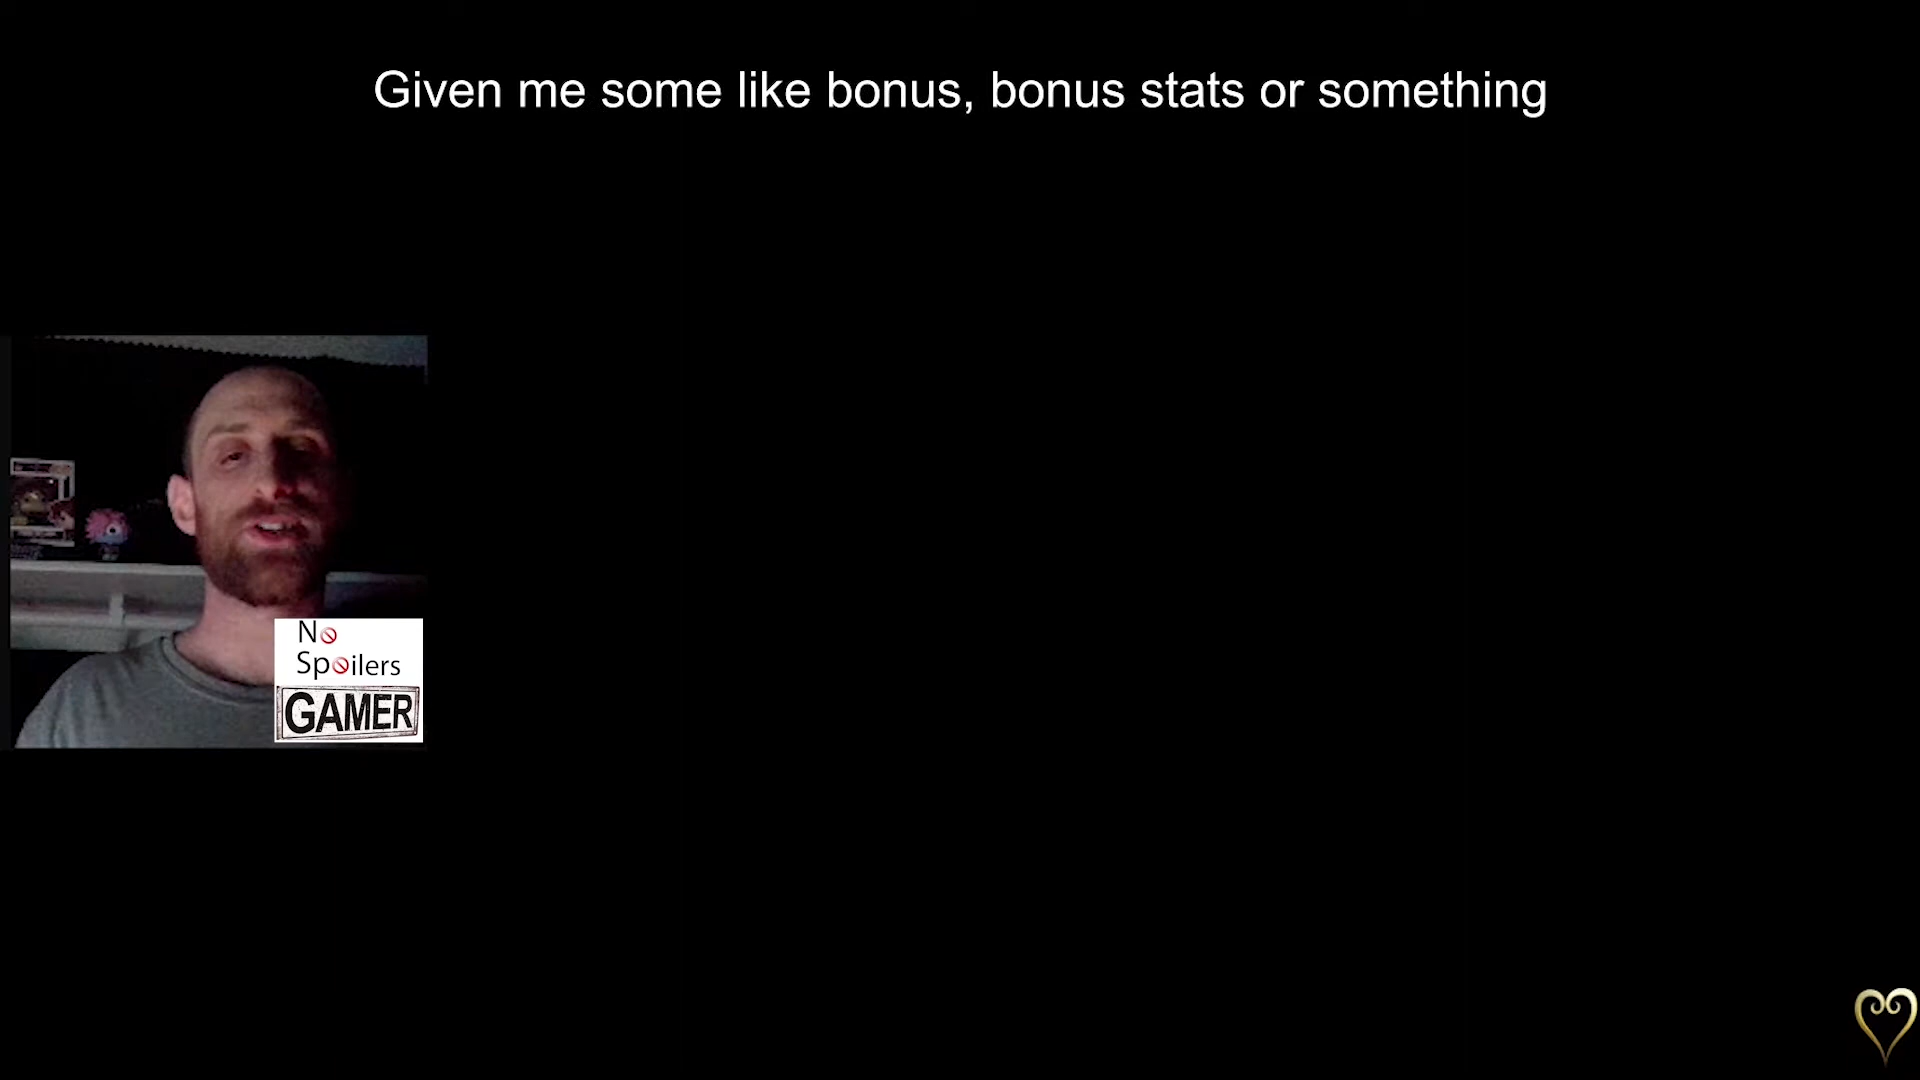 Given me some like bonus, bonus stats or something
No
Spoilers
GAMER